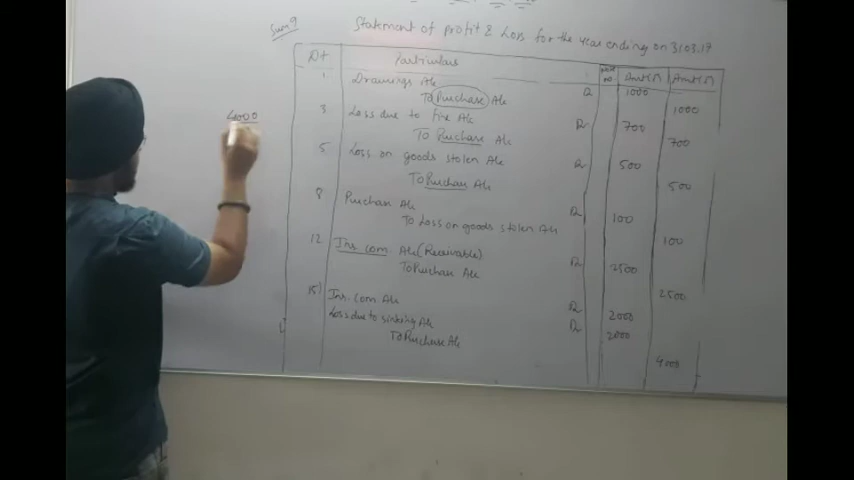 Sum 9
Statement of profit & Loss for the year ending on 31.03.17
Dt Particulars Amt(₹) Amt(₹)
1 Drawings A/c Dr 1000
To Purchase A/c 1000
3 Loss due to fire A/c Dr 700
To Purchase A/c 700
5 Loss on goods stolen A/c Dr 500
To Purchase A/c 500
8 Purchase A/c Dr 100
To Loss on goods stolen A/c 100
12 Ins. com A/c (Receivable) Dr 2500
To Purchase A/c 2500
15 Ins. com A/c Dr 2000
Loss due to sinking A/c Dr 2000
To Purchase A/c 4000
4000